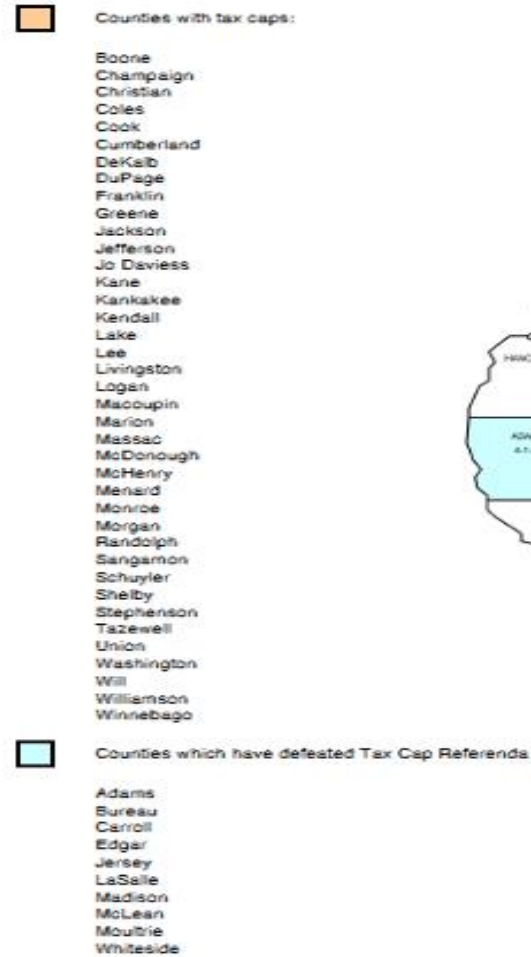 Counties with tax caps:
Boone
Champaign
Christian
Coles
Cook
Cumberland
DeKalb
DuPage
Franklin
Greene
Jackson
Jefferson
Jo Daviess
Kane
Kankakee
Kendall
Lake
Lee
Livingston
Logan
Macoupin
Marion
Massac
McDonough
McHenry
Menard
Monroe
Morgan
Randolph
Sangamon
Schuyler
Shelby
Stephenson
Tazewell
Union
Washington
Will
Williamson
Winnebago
Counties which have defeated Tax Cap Referenda
Adams
Bureau
Carroll
Edgar
Jersey
LaSalle
Madison
McLean
Moultrie
Whiteside